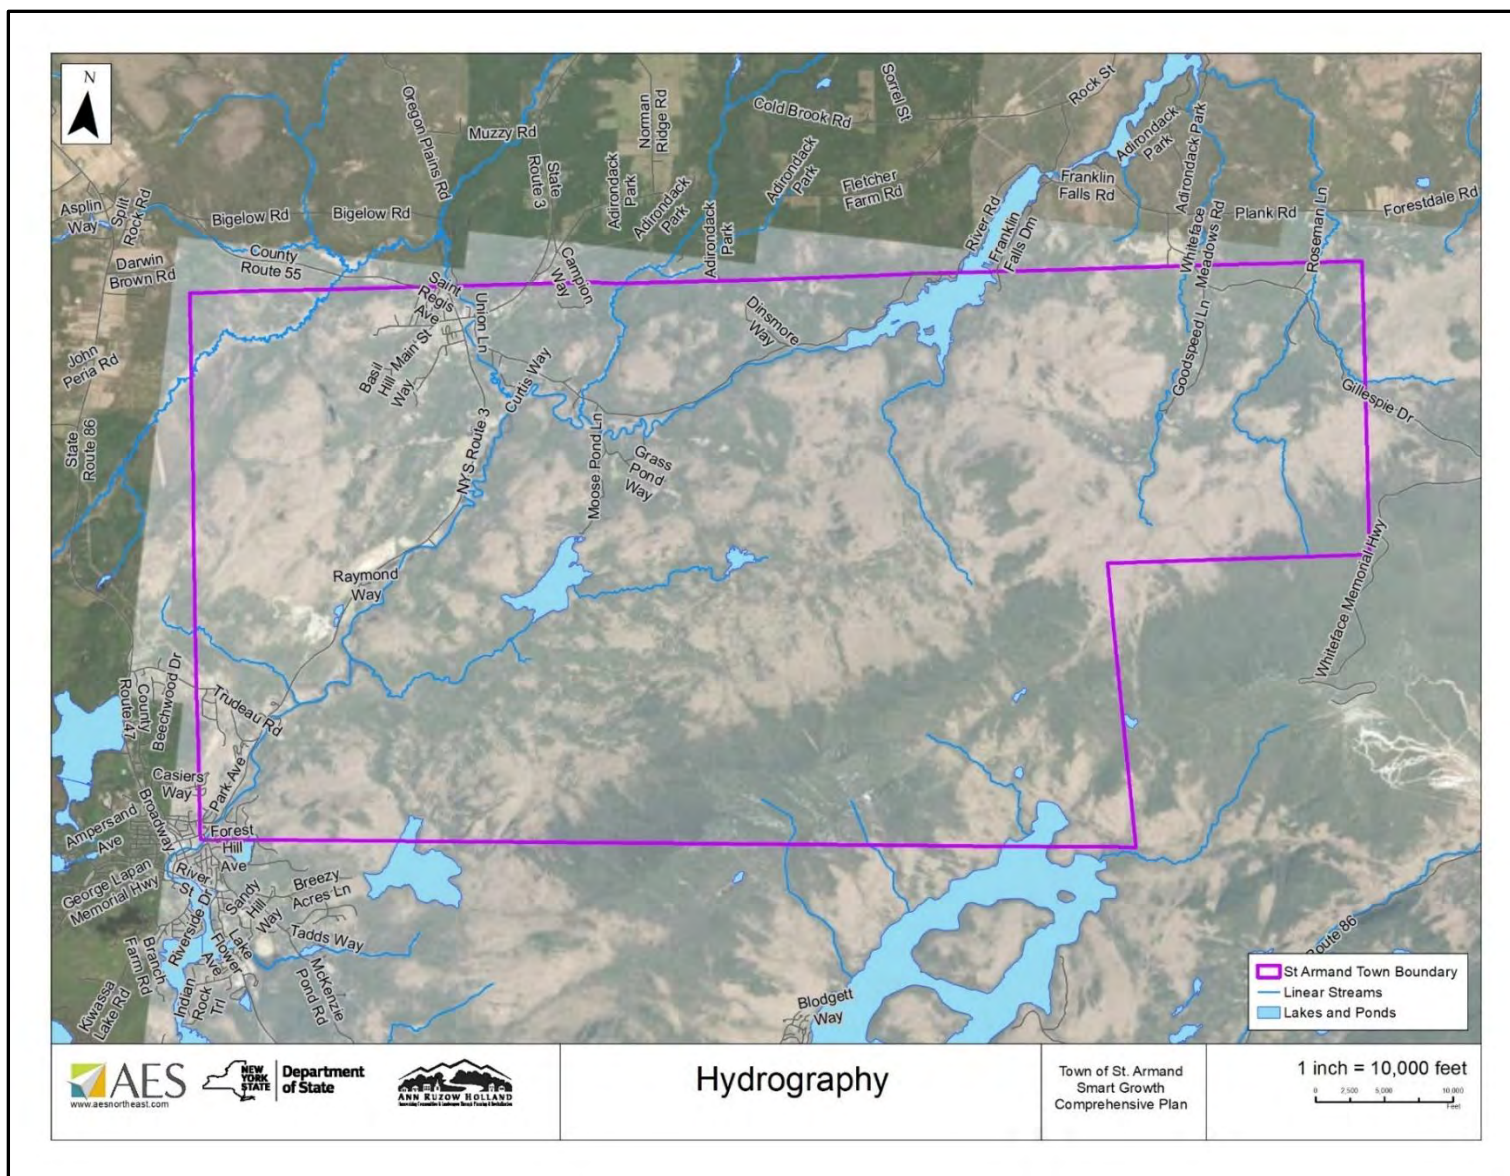 N
Oregon Plains Rd
Muzzy Rd
State
Route 3
Norman
Ridge Rd
Adirondack
Park
Adirondack
Park
Adirondack
Park
Cold Brook Rd
Sorrel St
Adirondack
Park
Fletcher
Farm Rd
Rock St
Adirondack
Park
Adirondack Park
Franklin
Falls Rd
Asplin
Way
Split
Rock Rd
Bigelow Rd
Bigelow Rd
County
Route 55
Darwin
Brown Rd
River Rd
Franklin
Falls Dm
Whiteface
Meadows Rd
Plank Rd
Roseman Ln
Forestdale Rd
Saint
Regis
Ave
Union Ln
Campion
Way
Dinsmore
Way
Goodspeed Ln
Gillespie Dr
John
Peria Rd
Basil
Hill
Way
Main St
Curtis Way
State
Route 86
NYS Route 3
Moose Pond Ln
Grass
Pond
Way
Raymond
Way
Whiteface Memorial Hwy
County
Route 47
Beechwood Dr
Trudeau Rd
Casiers
Way
Park Ave
Broadway
Ampersand
Ave
Forest
Hill
Ave
George Lapan
Memorial Hwy
River
St
Riverside Dr
Sandy
Hill
Way
Breezy
Acres Ln
Tadds Way
Lake
Flower
Ave
Branch
Farm Rd
Indian
Rock
Trl
McKenzie
Pond Rd
Kiwassa
Lake Rd
Blodgett
Way
Route 86
St Armand Town Boundary
Linear Streams
Lakes and Ponds
AES
www.aesnortheast.com
NEW
YORK
STATE
Department
of State
ANN RUZOW HOLLAND
Hydrography
Town of St. Armand
Smart Growth
Comprehensive Plan
1 inch = 10,000 feet
0 2,500 5,000 10,000
Feet